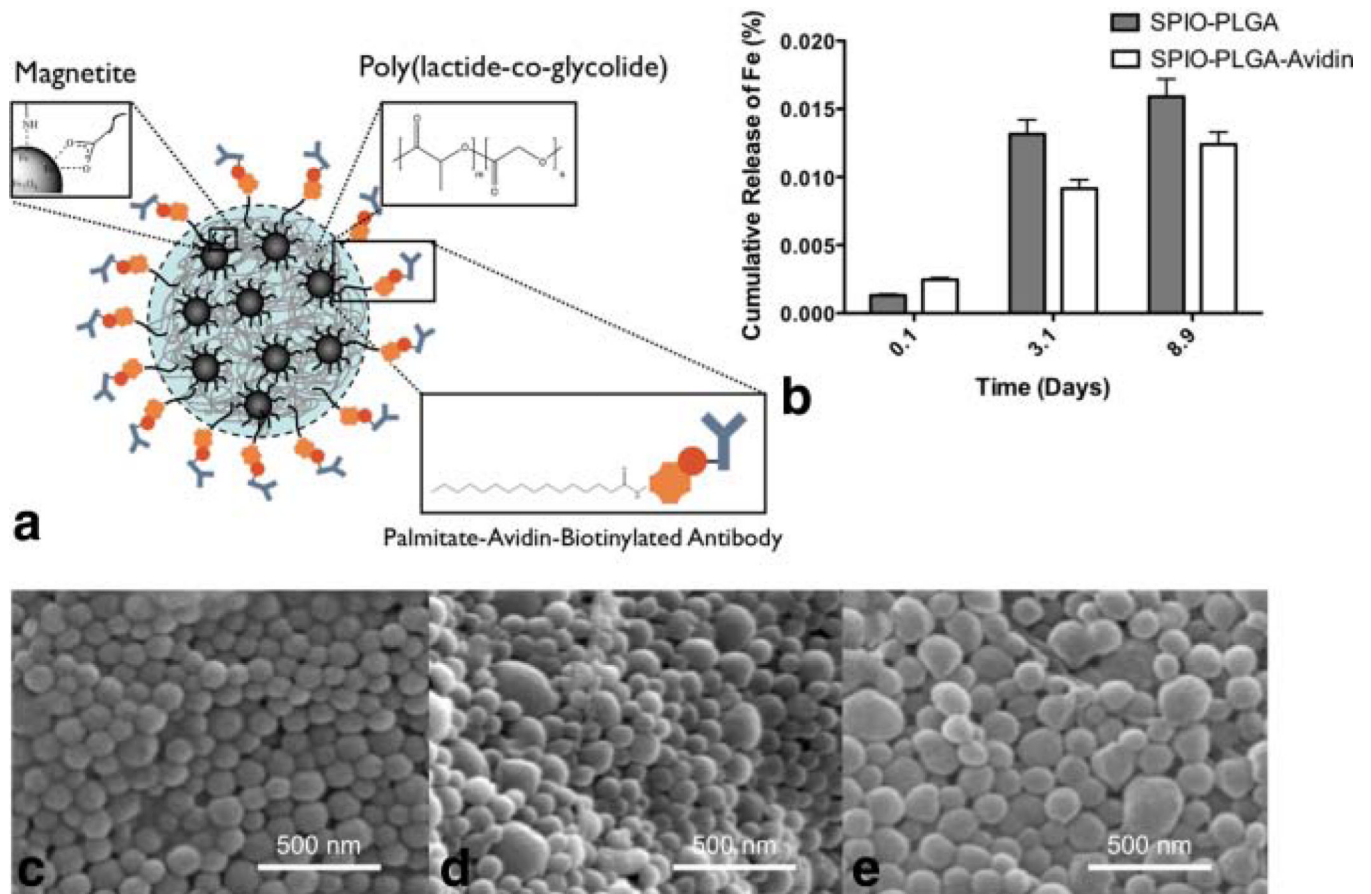 Magnetite
Poly(lactide-co-glycolide)
NH
O
O
O
O
O
O
m
n
Palmitate-Avidin-Biotinylated Antibody
a
SPIO-PLGA
SPIO-PLGA-Avidin
Cumulative Release of Fe (%)
0.020
0.015
0.010
0.005
0.000
0.1
3.1
8.9
Time (Days)
b
500 nm
c
500 nm
d
500 nm
e